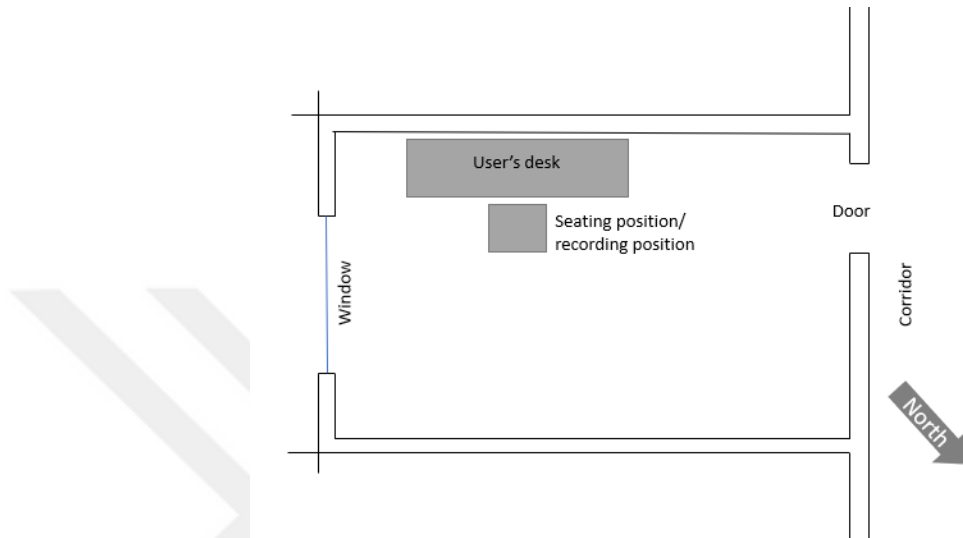 User's desk
Door
Seating position/
recording position
Window
Corridor
North